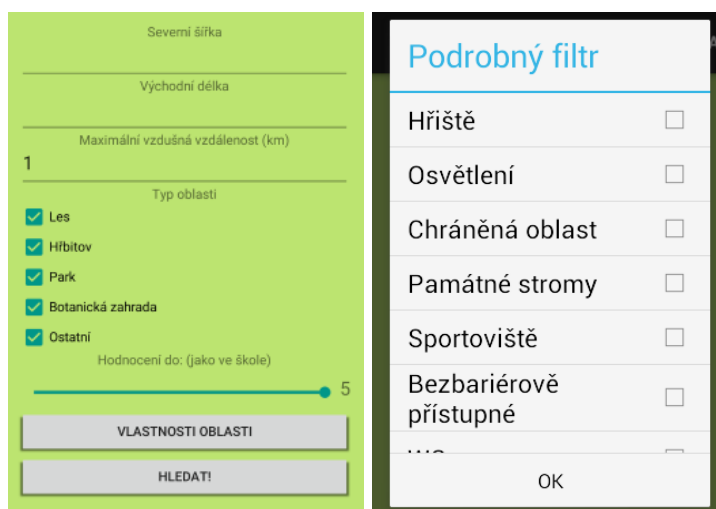 Severní šířka
Východní délka
Maximální vzdušná vzdálenost (km)
1
Typ oblasti
Les
Hřbitov
Park
Botanická zahrada
Ostatní
Hodnocení do: (jako ve škole)
5
VLASTNOSTI OBLASTI
HLEDAT!
Podrobný filtr
Hřiště
Osvětlení
Chráněná oblast
Památné stromy
Sportoviště
Bezbariérově
přístupné
OK